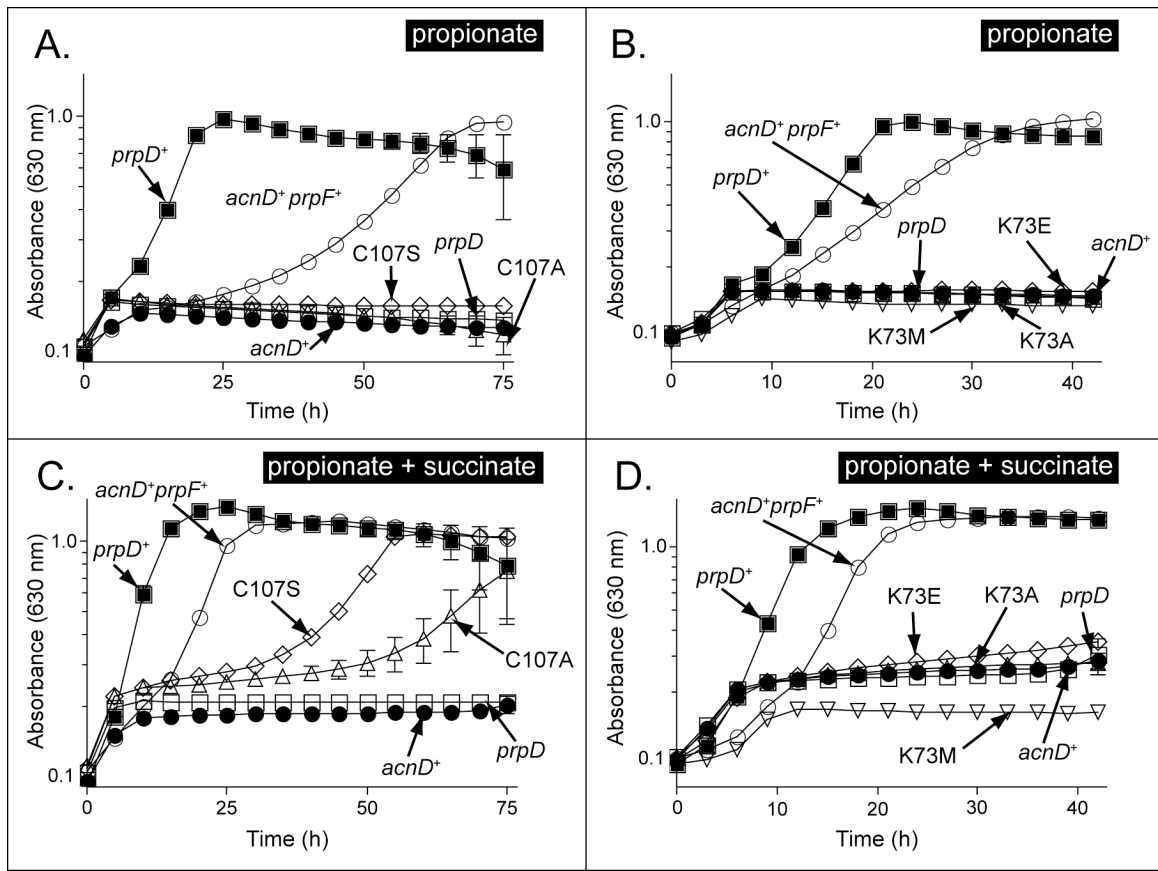 A.
propionate
Absorbance (630 nm)
1.0
0.1
prpD⁺
acnD⁺ prpF⁺
C107S
prpD
C107A
acnD⁺
0 25 50 75
Time (h)
B.
propionate
Absorbance (630 nm)
1.0
0.1
acnD⁺ prpF⁺
prpD⁺
prpD
K73E
acnD⁺
K73M
K73A
0 10 20 30 40
Time (h)
C.
propionate + succinate
Absorbance (630 nm)
1.0
0.1
acnD⁺prpF⁺
prpD⁺
C107S
C107A
acnD⁺
prpD
0 25 50 75
Time (h)
D.
propionate + succinate
Absorbance (630 nm)
1.0
0.1
acnD⁺prpF⁺
prpD⁺
K73E
K73A
prpD
K73M
acnD⁺
0 10 20 30 40
Time (h)